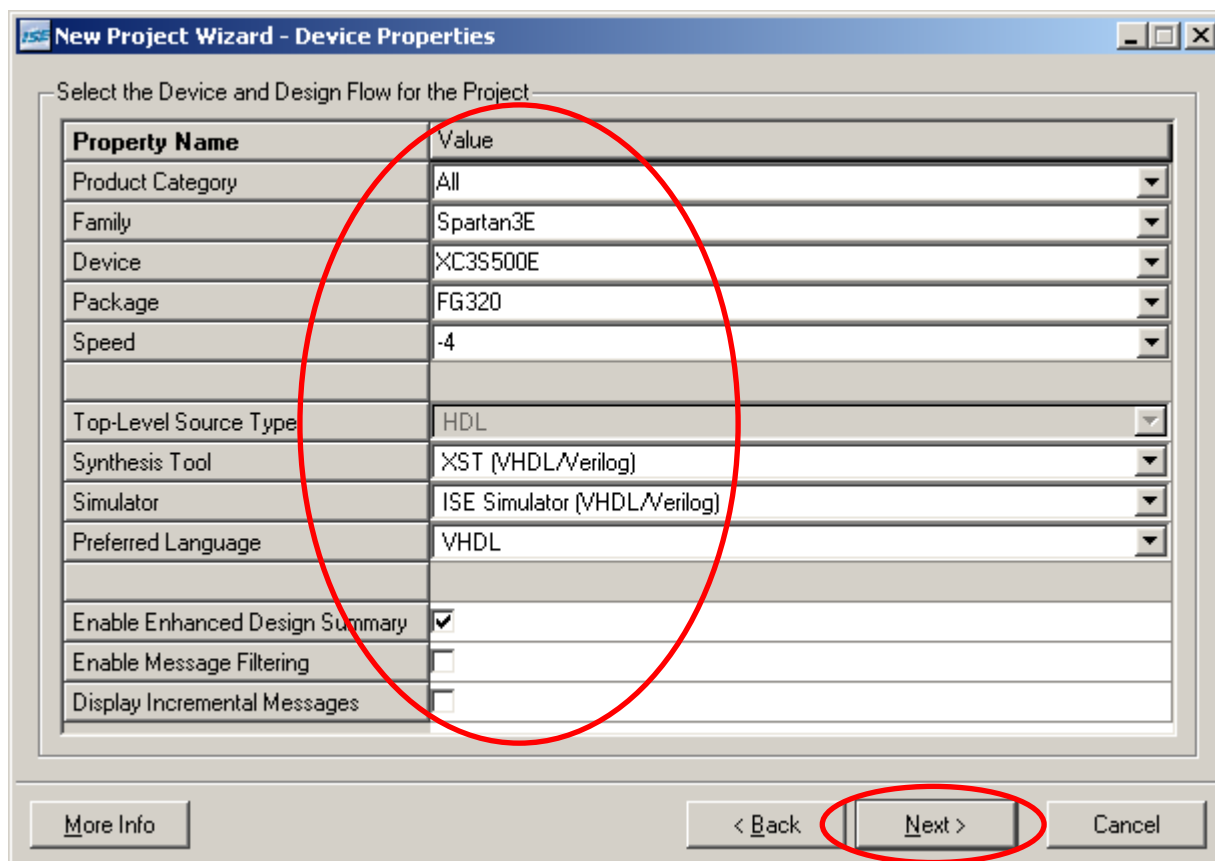 ISE New Project Wizard - Device Properties
Select the Device and Design Flow for the Project
Property Name Value
Product Category All
Family Spartan3E
Device XC3S500E
Package FG320
Speed -4
Top-Level Source Type HDL
Synthesis Tool XST (VHDL/Verilog)
Simulator ISE Simulator (VHDL/Verilog)
Preferred Language VHDL
Enable Enhanced Design Summary
Enable Message Filtering
Display Incremental Messages
More Info < Back Next > Cancel